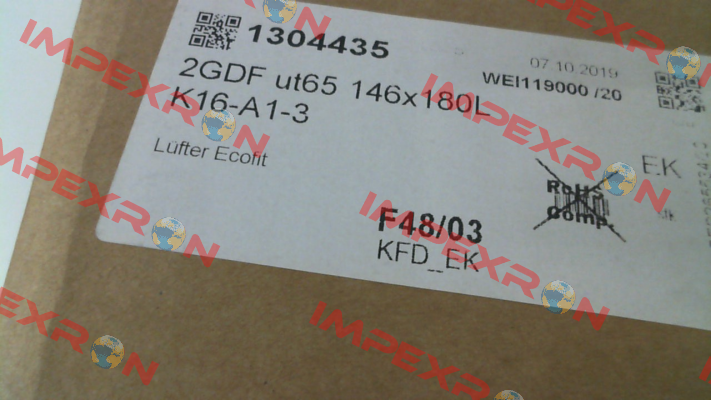 1304435
07.10.2019
2GDF ut65 146x180L
WEI119000 /20
K16-A1-3
Lüfter Ecofit
EK
RoHS
Comp.
F48/03
KFD_EK
IMPEXRON
IMPEXRON
IMPEXRON
IMPEXRON
IMPEXRON
IMPEXRON